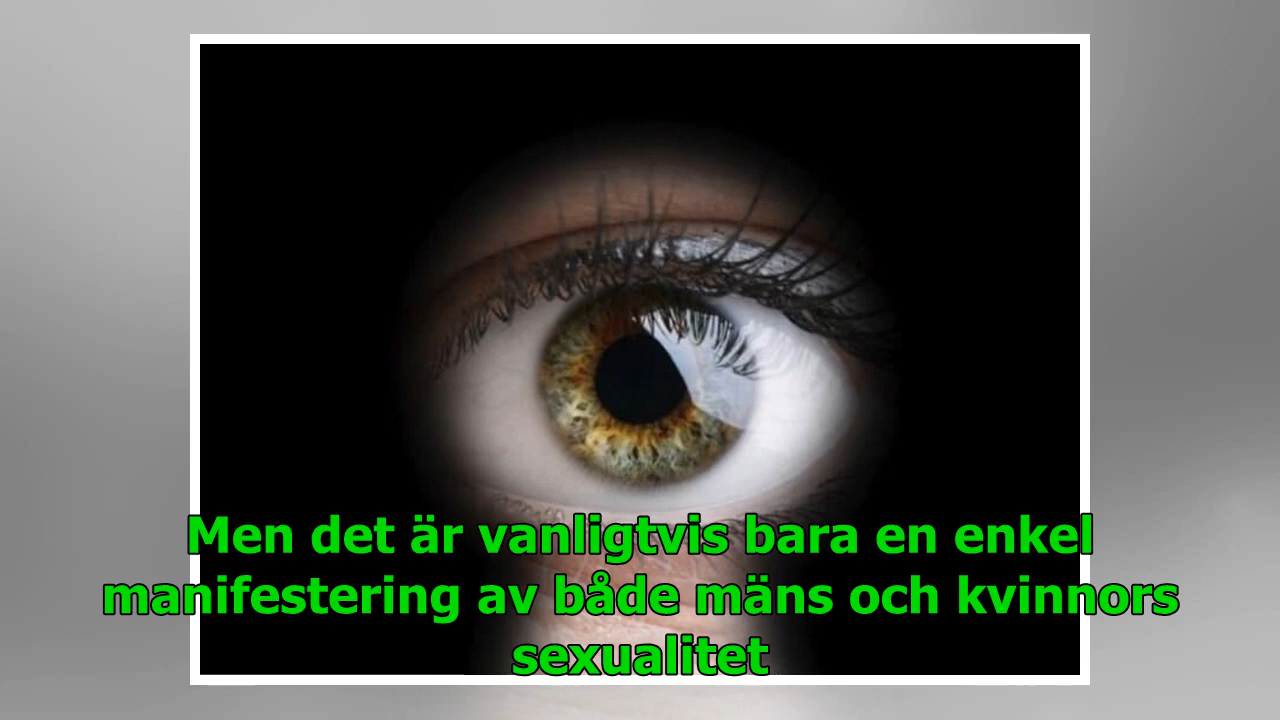 Men det är vanligtvis bara en enkel
manifestering av både mäns och kvinnors
sexualitet